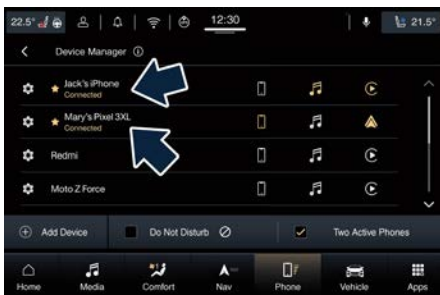 22.5° 12:30 21.5°
Device Manager
Jack's iPhone
Connected
Mary's Pixel 3XL
Connected
Redmi
Moto Z Force
Add Device Do Not Disturb Two Active Phones
Home Media Comfort Nav Phone Vehicle Apps